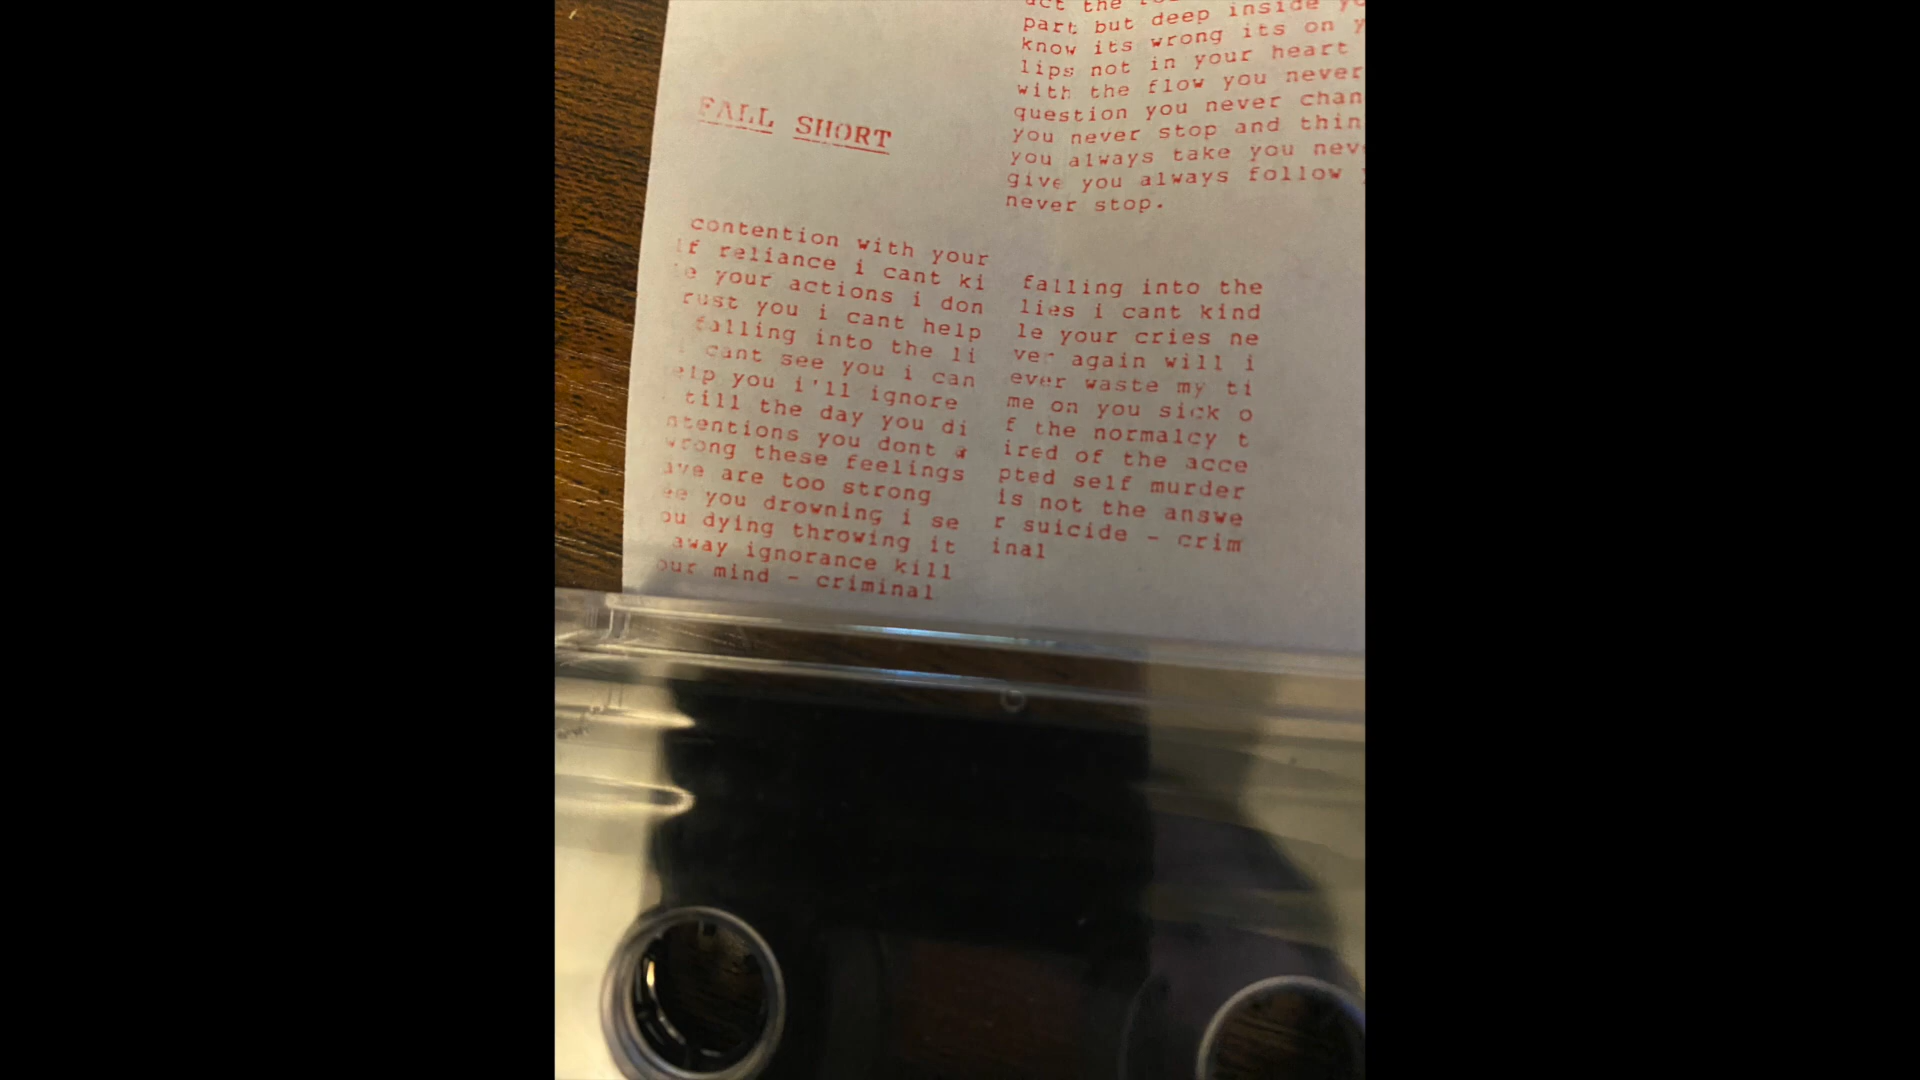 part but deep inside
know its wrong its on
lips not in your heart
with the flow you never
question you never chan
you never stop and thin
you always take you nev
give you always follow
never stop.
FALL SHORT
contention with your
lf reliance i cant ki
e your actions i don
rust you i cant help
falling into the li
i cant see you i can
elp you i'll ignore
till the day you di
ntentions you dont
wrong these feelings
ave are too strong
ee you drowning i se
ou dying throwing it
away ignorance kill
our mind - criminal
falling into the
lies i cant kind
le your cries ne
ver again will i
ever waste my ti
me on you sick o
f the normalcy t
ired of the acce
pted self murder
is not the answe
r suicide - crim
inal